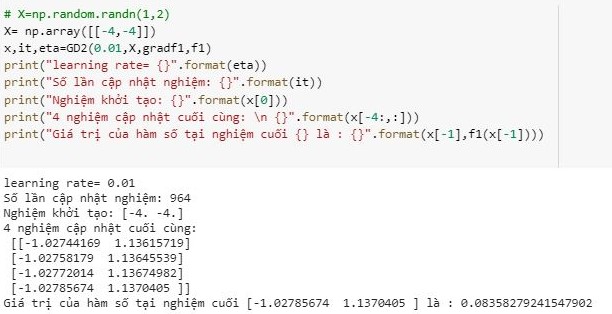 # X=np.random.randn(1,2)
X= np.array([[-4,-4]])
x,it,eta=GD2(0.01,X,gradf1,f1)
print("learning rate= {}".format(eta))
print("Số lần cập nhật nghiệm: {}".format(it))
print("Nghiệm khởi tạo: {}".format(x[0]))
print("4 nghiệm cập nhật cuối cùng: \n {}".format(x[-4:,:]))
print("Giá trị của hàm số tại nghiệm cuối {} là : {}".format(x[-1],f1(x[-1])))
learning rate= 0.01
Số lần cập nhật nghiệm: 964
Nghiệm khởi tạo: [-4. -4.]
4 nghiệm cập nhật cuối cùng:
[[-1.02744169 1.13615719]
[-1.02758179 1.13645539]
[-1.02772014 1.13674982]
[-1.02785674 1.1370405 ]]
Giá trị của hàm số tại nghiệm cuối [-1.02785674 1.1370405 ] là : 0.08358279241547902